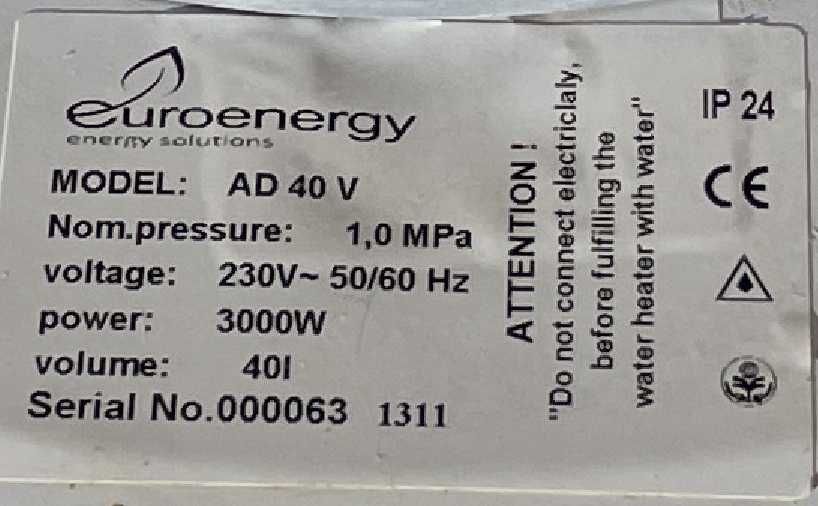 euroenergy
energy solutions
MODEL: AD 40 V
Nom.pressure: 1,0 MPa
voltage: 230V~ 50/60 Hz
power: 3000W
volume: 40l
Serial No.000063 1311
ATTENTION !
"Do not connect electriclaly,
before fulfilling the
water heater with water"
IP 24
CE